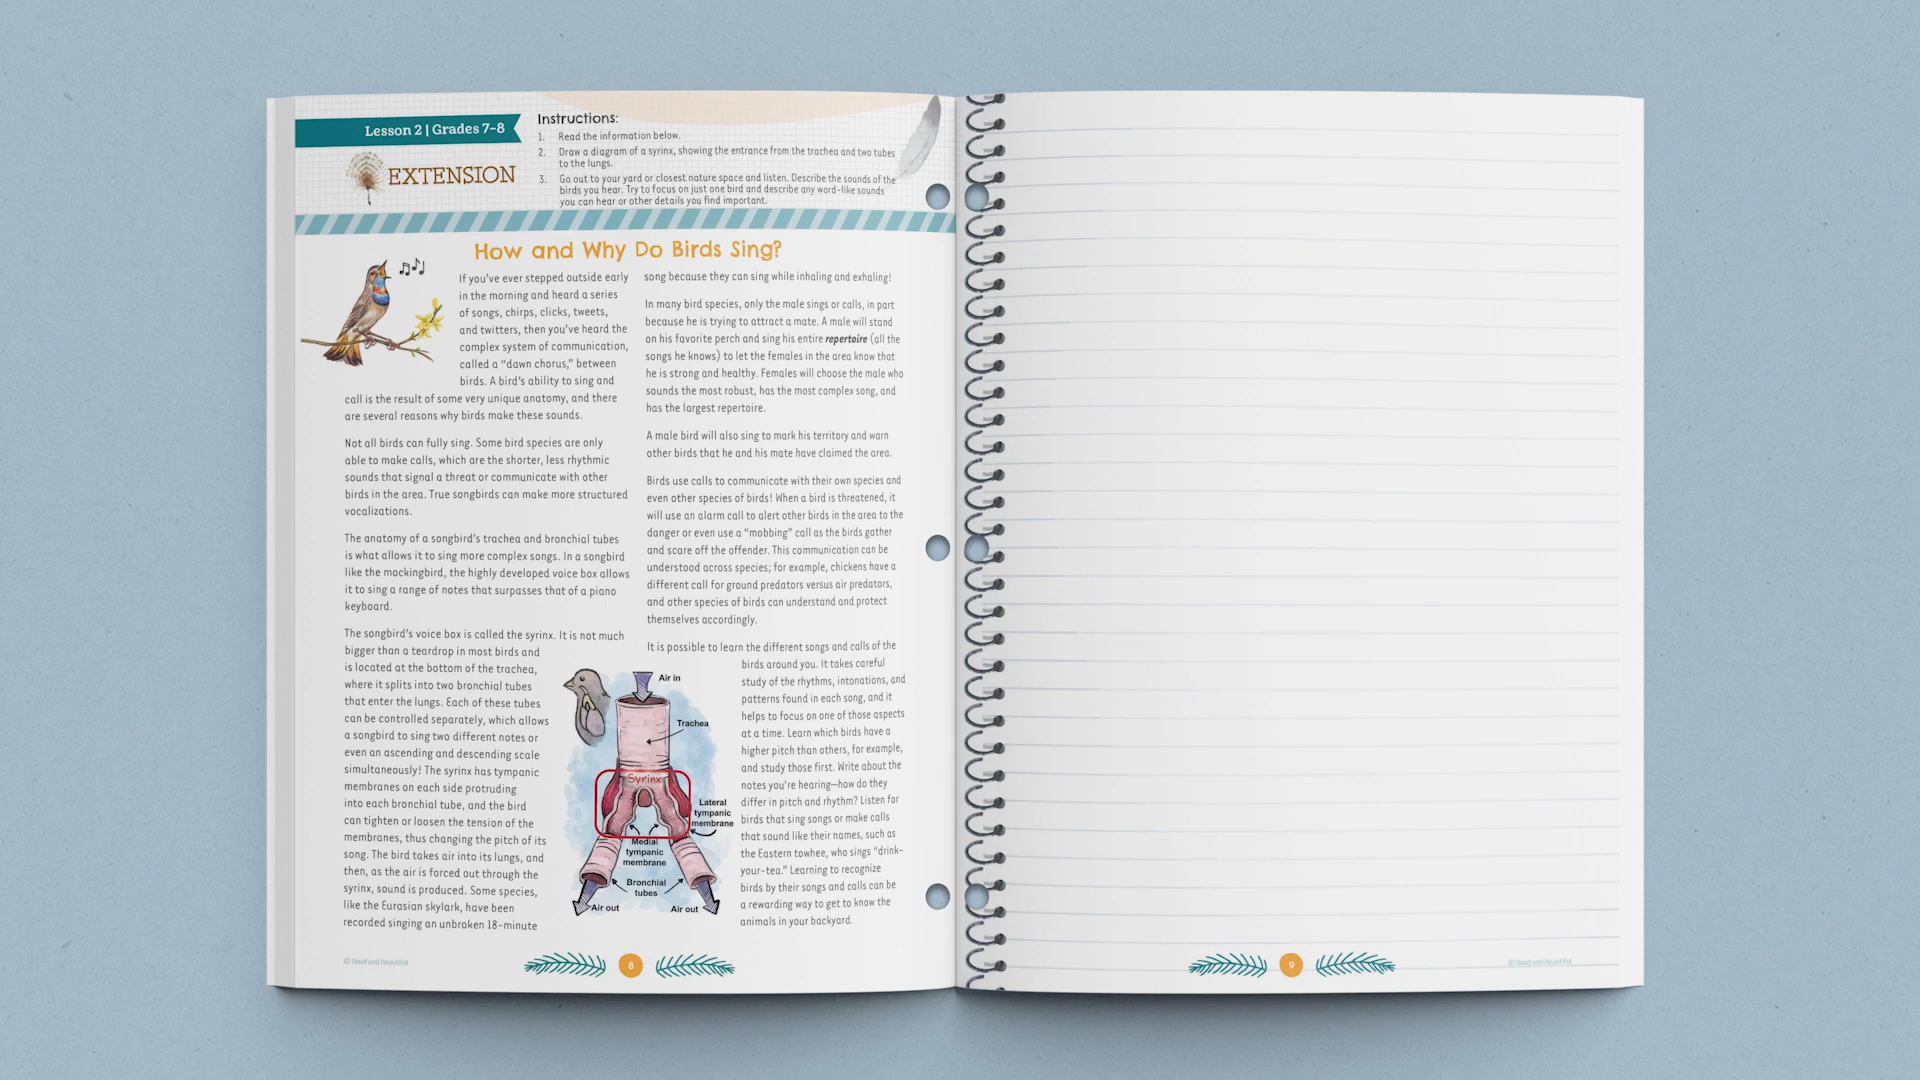 Lesson 2 | Grades 7-8
EXTENSION
Instructions:
1. Read the information below.
2. Draw a diagram of a syrinx, showing the entrance from the trachea and two tubes
to the lungs.
3. Go out to your yard or closest nature space and listen. Describe the sounds of the
birds you hear. Try to focus on just one bird and describe any word-like sounds
you can hear or other details you find important.
How and Why Do Birds Sing?
If you've ever stepped outside early
in the morning and heard a series
of songs, chirps, clicks, tweets,
and twitters, then you've heard the
complex system of communication,
called a "dawn chorus," between
birds. A bird's ability to sing and
call is the result of some very unique anatomy, and there
are several reasons why birds make these sounds.
Not all birds can fully sing. Some bird species are only
able to make calls, which are the shorter, less rhythmic
sounds that signal a threat or communicate with other
birds in the area. True songbirds can make more structured
vocalizations.
The anatomy of a songbird's trachea and bronchial tubes
is what allows it to sing more complex songs. In a songbird
like the mockingbird, the highly developed voice box allows
it to sing a range of notes that surpasses that of a piano
keyboard.
The songbird's voice box is called the syrinx. It is not much
bigger than a teardrop in most birds and
is located at the bottom of the trachea,
where it splits into two bronchial tubes
that enter the lungs. Each of these tubes
can be controlled separately, which allows
a songbird to sing two different notes or
even an ascending and descending scale
simultaneously! The syrinx has tympanic
membranes on each side protruding
into each bronchial tube, and the bird
can tighten or loosen the tension of the
membranes, thus changing the pitch of its
song. The bird takes air into its lungs, and
then, as the air is forced out through the
syrinx, sound is produced. Some species,
like the Eurasian skylark, have been
recorded singing an unbroken 18-minute
song because they can sing while inhaling and exhaling!
In many bird species, only the male sings or calls, in part
because he is trying to attract a mate. A male will stand
on his favorite perch and sing his entire repertoire (all the
songs he knows) to let the females in the area know that
he is strong and healthy. Females will choose the male who
sounds the most robust, has the most complex song, and
has the largest repertoire.
A male bird will also sing to mark his territory and warn
other birds that he and his mate have claimed the area.
Birds use calls to communicate with their own species and
even other species of birds! When a bird is threatened, it
will use an alarm call to alert other birds in the area to the
danger or even use a "mobbing" call as the birds gather
and scare off the offender. This communication can be
understood across species; for example, chickens have a
different call for ground predators versus air predators,
and other species of birds can understand and protect
themselves accordingly.
It is possible to learn the different songs and calls of the
birds around you. It takes careful
study of the rhythms, intonations, and
patterns found in each song, and it
helps to focus on one of those aspects
at a time. Learn which birds have a
higher pitch than others, for example,
and study those first. Write about the
notes you're hearing—how do they
differ in pitch and rhythm? Listen for
birds that sing songs or make calls
that sound like their names, such as
the Eastern towhee, who sings "drink-
your-tea." Learning to recognize
birds by their songs and calls can be
a rewarding way to get to know the
animals in your backyard.
Air in
Trachea
Syrinx
Lateral
tympanic
membrane
Medial
tympanic
membrane
Bronchial
tubes
Air out
Air out
© Good and Beautiful
8
9
© Good and Beautiful